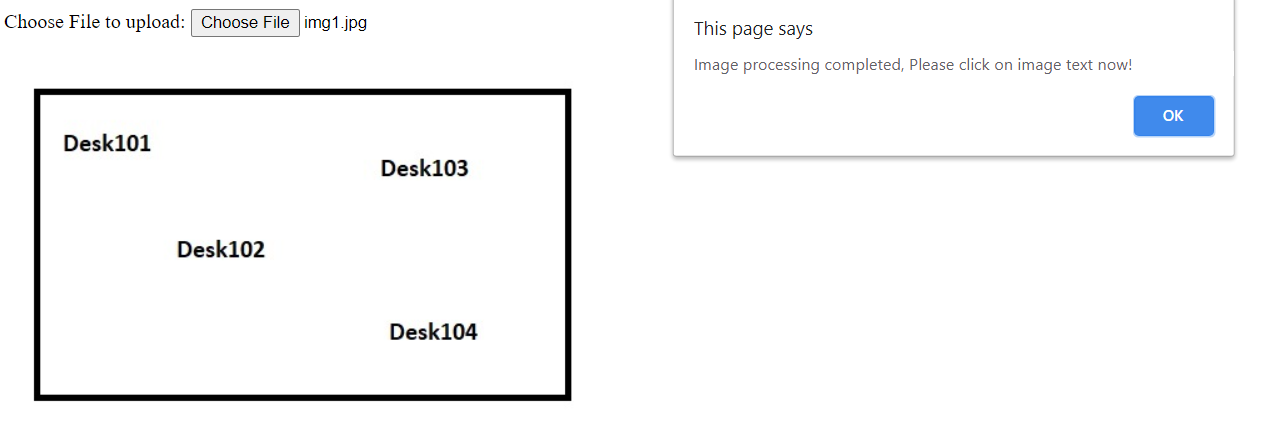 Choose File to upload: Choose File img1.jpg
This page says
Image processing completed, Please click on image text now!
OK
Desk101
Desk103
Desk102
Desk104